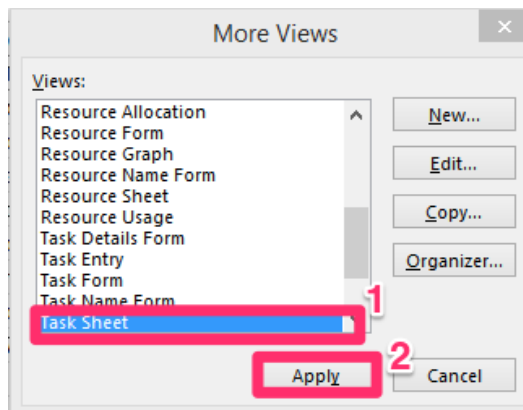 More Views
Views:
Resource Allocation
Resource Form
Resource Graph
Resource Name Form
Resource Sheet
Resource Usage
Task Details Form
Task Entry
Task Form
Task Name Form
Task Sheet
1
New...
Edit...
Copy...
Organizer...
Apply
2
Cancel